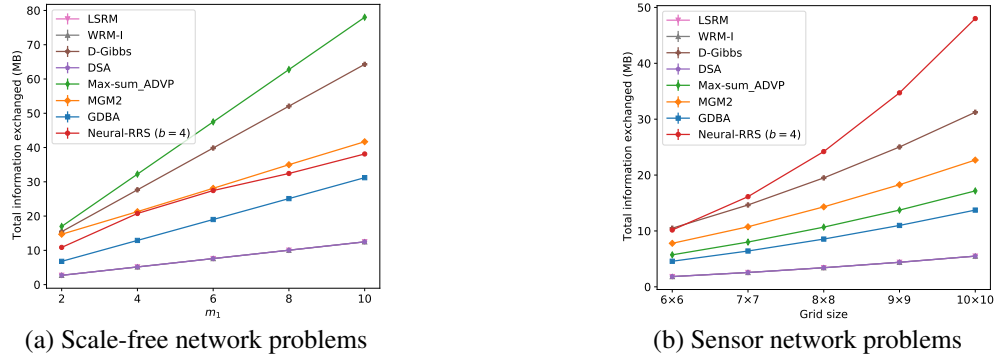 Total information exchanged (MB)
80
70
60
50
40
30
20
10
0
LSRM
WRM-I
D-Gibbs
DSA
Max-sum_ADVP
MGM2
GDBA
Neural-RRS (b = 4)
2 4 6 8 10
m₁
(a) Scale-free network problems
Total information exchanged (MB)
50
40
30
20
10
0
LSRM
WRM-I
D-Gibbs
DSA
Max-sum_ADVP
MGM2
GDBA
Neural-RRS (b = 4)
6×6 7×7 8×8 9×9 10×10
Grid size
(b) Sensor network problems